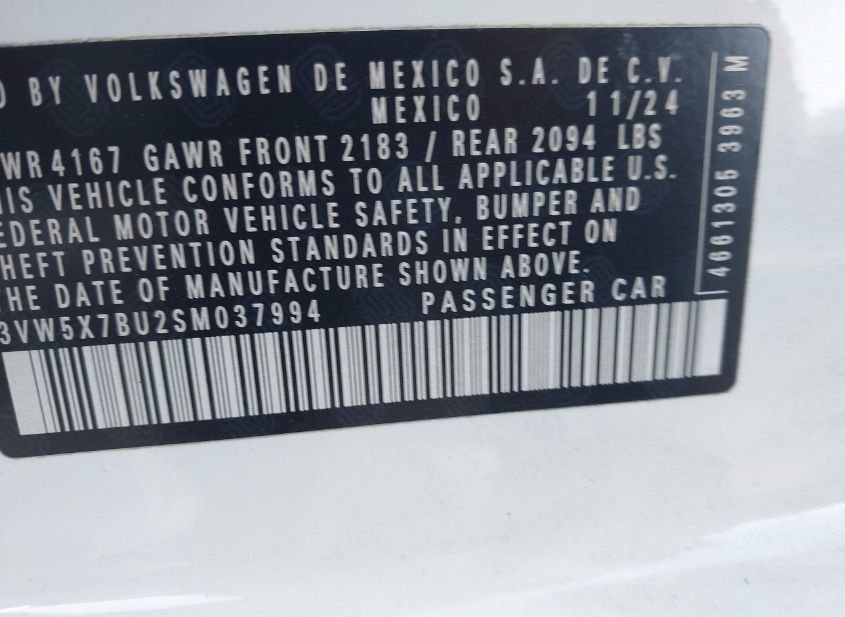 BY VOLKSWAGEN DE MEXICO S.A. DE C.V.
MEXICO 11/24
WR 4167 GAWR FRONT 2183 / REAR 2094 LBS
IS VEHICLE CONFORMS TO ALL APPLICABLE U.S.
EDERAL MOTOR VEHICLE SAFETY, BUMPER AND
HEFT PREVENTION STANDARDS IN EFFECT ON
HE DATE OF MANUFACTURE SHOWN ABOVE.
3VW5X7BU2SM037994 PASSENGER CAR
4661305 3963 M